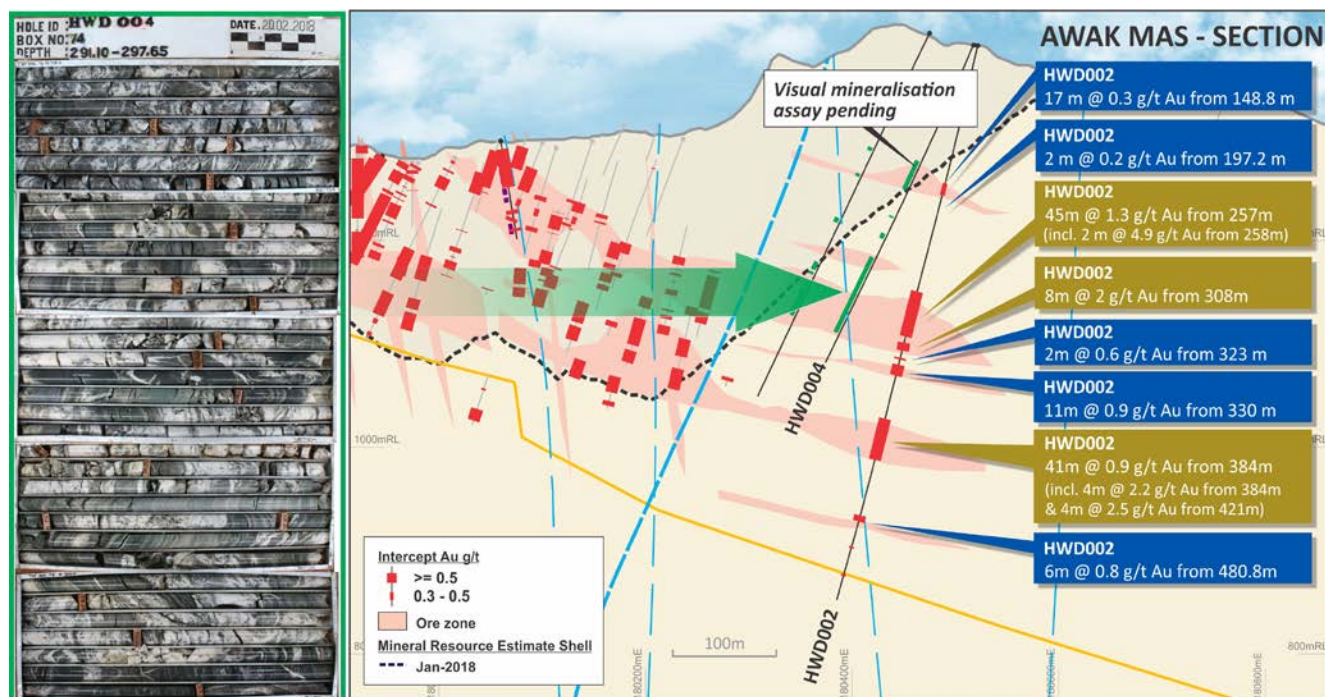 HOLE ID : HWD 004
DATE. 20.02.2018
BOX NO: 74
DEPTH : 291.10-297.65
AWAK MAS - SECTION
Visual mineralisation
assay pending
HWD002
17 m @ 0.3 g/t Au from 148.8 m
HWD002
2 m @ 0.2 g/t Au from 197.2 m
HWD002
45m @ 1.3 g/t Au from 257m
(incl. 2 m @ 4.9 g/t Au from 258m)
HWD002
8m @ 2 g/t Au from 308m
HWD002
2m @ 0.6 g/t Au from 323 m
HWD002
11m @ 0.9 g/t Au from 330 m
HWD002
41m @ 0.9 g/t Au from 384m
(incl. 4m @ 2.2 g/t Au from 384m
& 4m @ 2.5 g/t Au from 421m)
HWD002
6m @ 0.8 g/t Au from 480.8m
HWD004
HWD002
1000mRL
1000mRL
800mRL
100m
180200mE
180400mE
180600mE
180800mE
Intercept Au g/t
>= 0.5
0.3 - 0.5
Ore zone
Mineral Resource Estimate Shell
Jan-2018